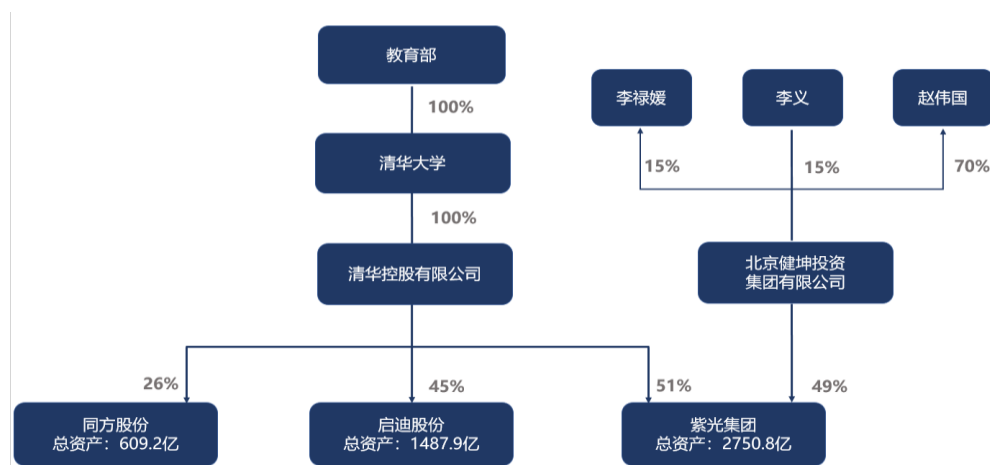 教育部
李禄媛
李义
赵伟国
100%
15%
15%
70%
清华大学
100%
清华控股有限公司
北京健坤投资
集团有限公司
26%
45%
51%
49%
同方股份
总资产：609.2亿
启迪股份
总资产：1487.9亿
紫光集团
总资产：2750.8亿